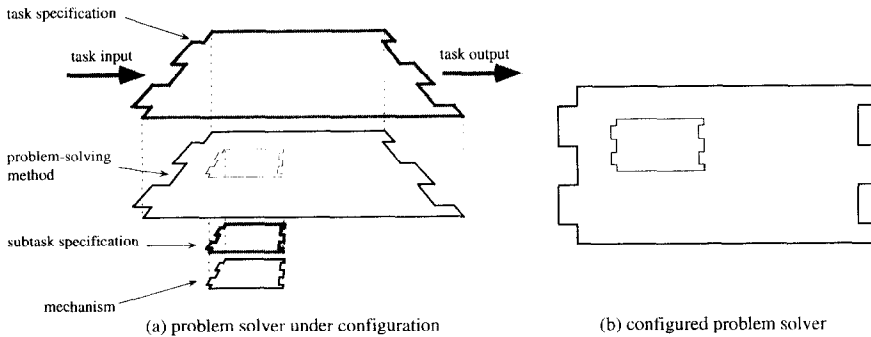 task specification
task input
task output
problem-solving
method
subtask specification
mechanism
(a) problem solver under configuration
(b) configured problem solver